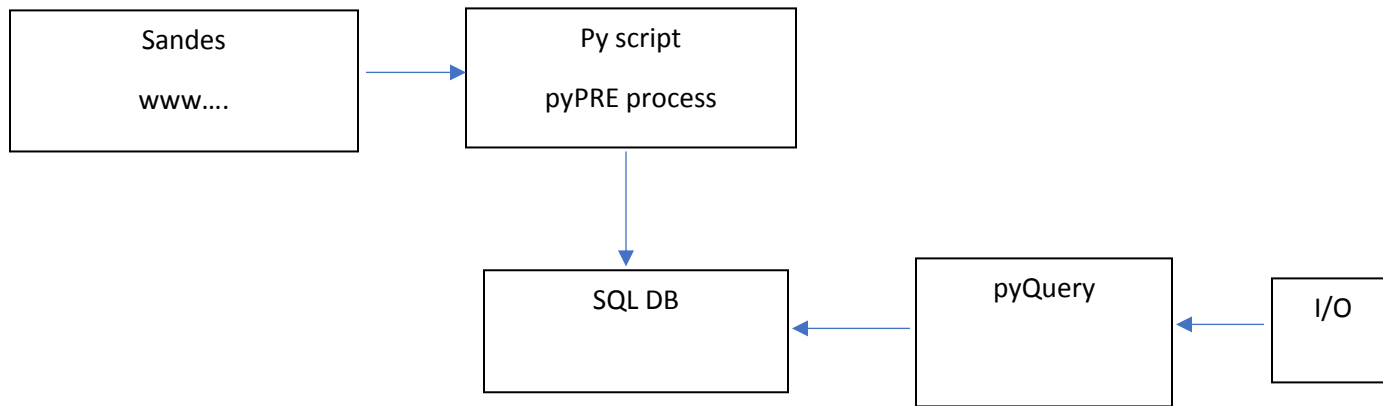 Sandes
www....
Py script
pyPRE process
SQL DB
pyQuery
I/O